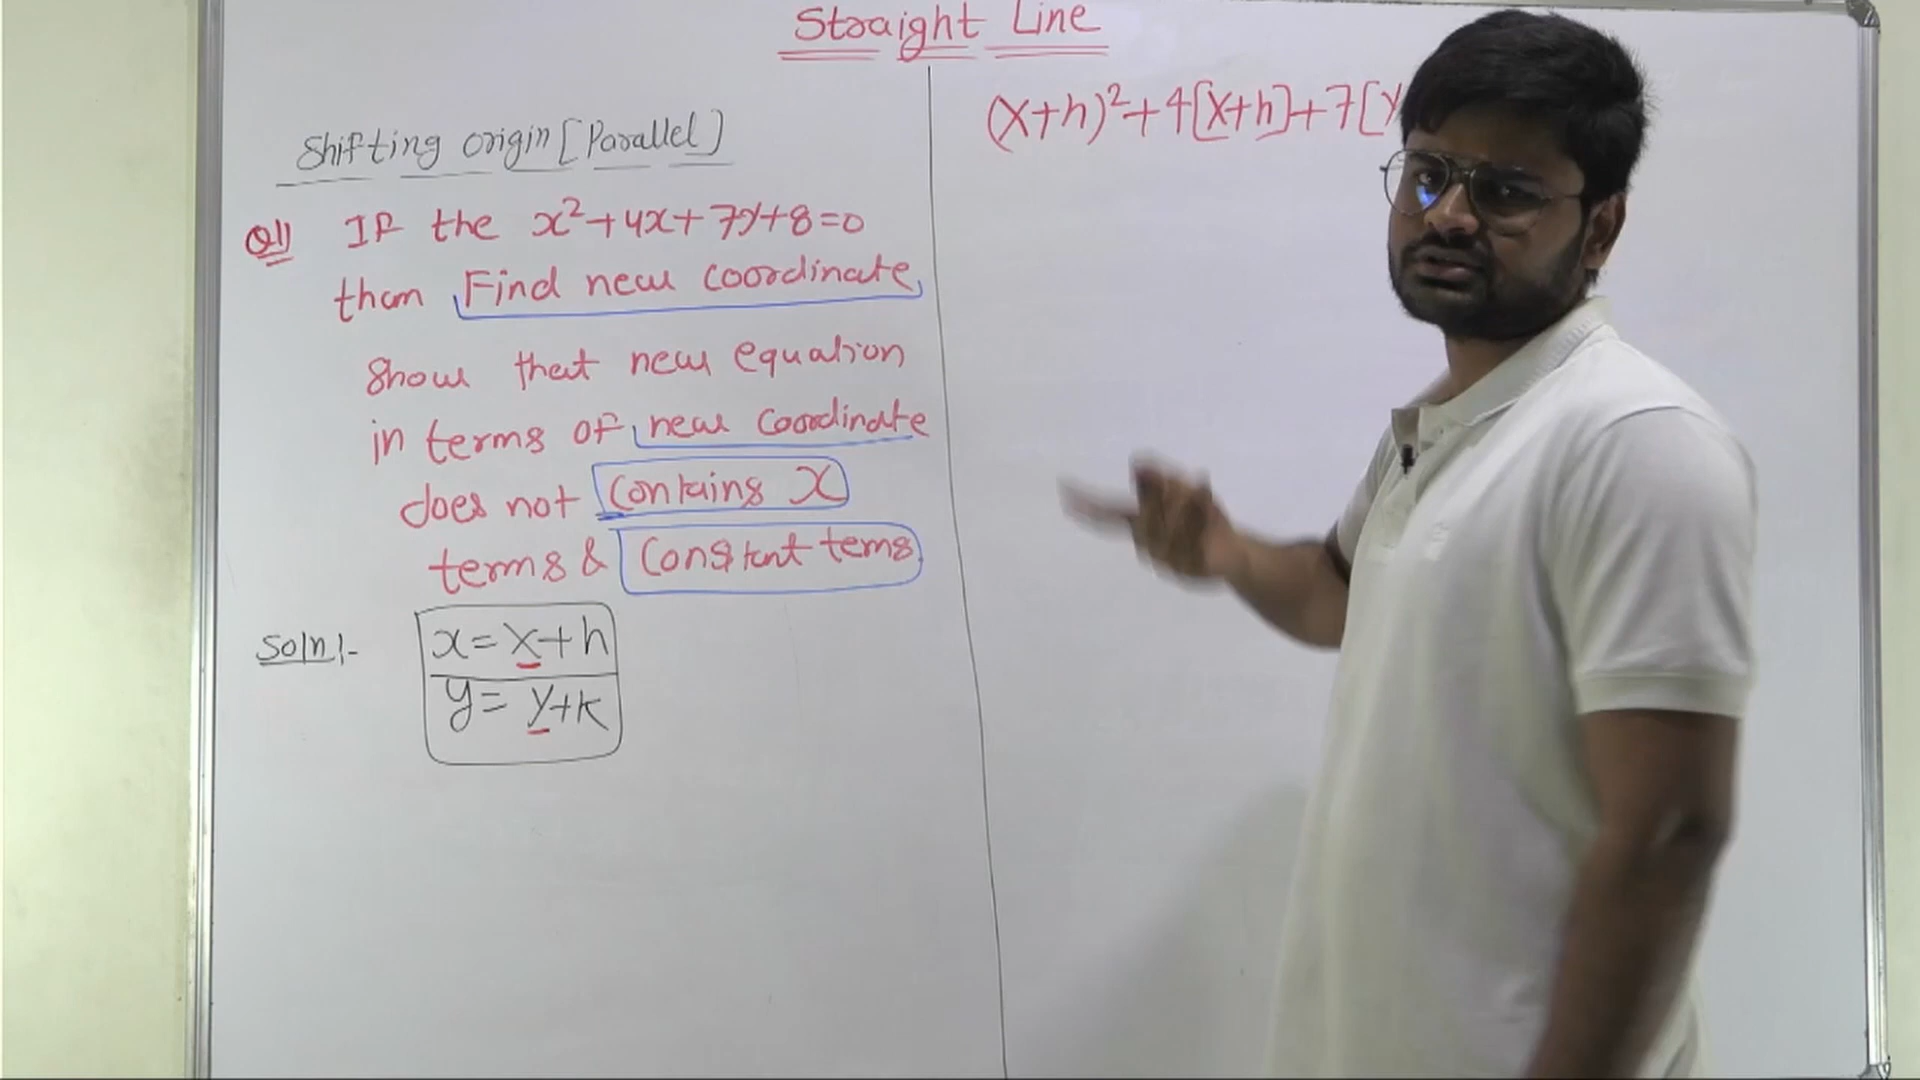 Straight Line
Shifting origin [Parallel]
Q1) If the x²+4x+7y+8=0
then Find new coordinate
show that new equation
in terms of new coordinate
does not contains x
terms & constant tems
Soln:-
x=X+h
y=Y+k
(X+h)²+4[X+h]+7[Y